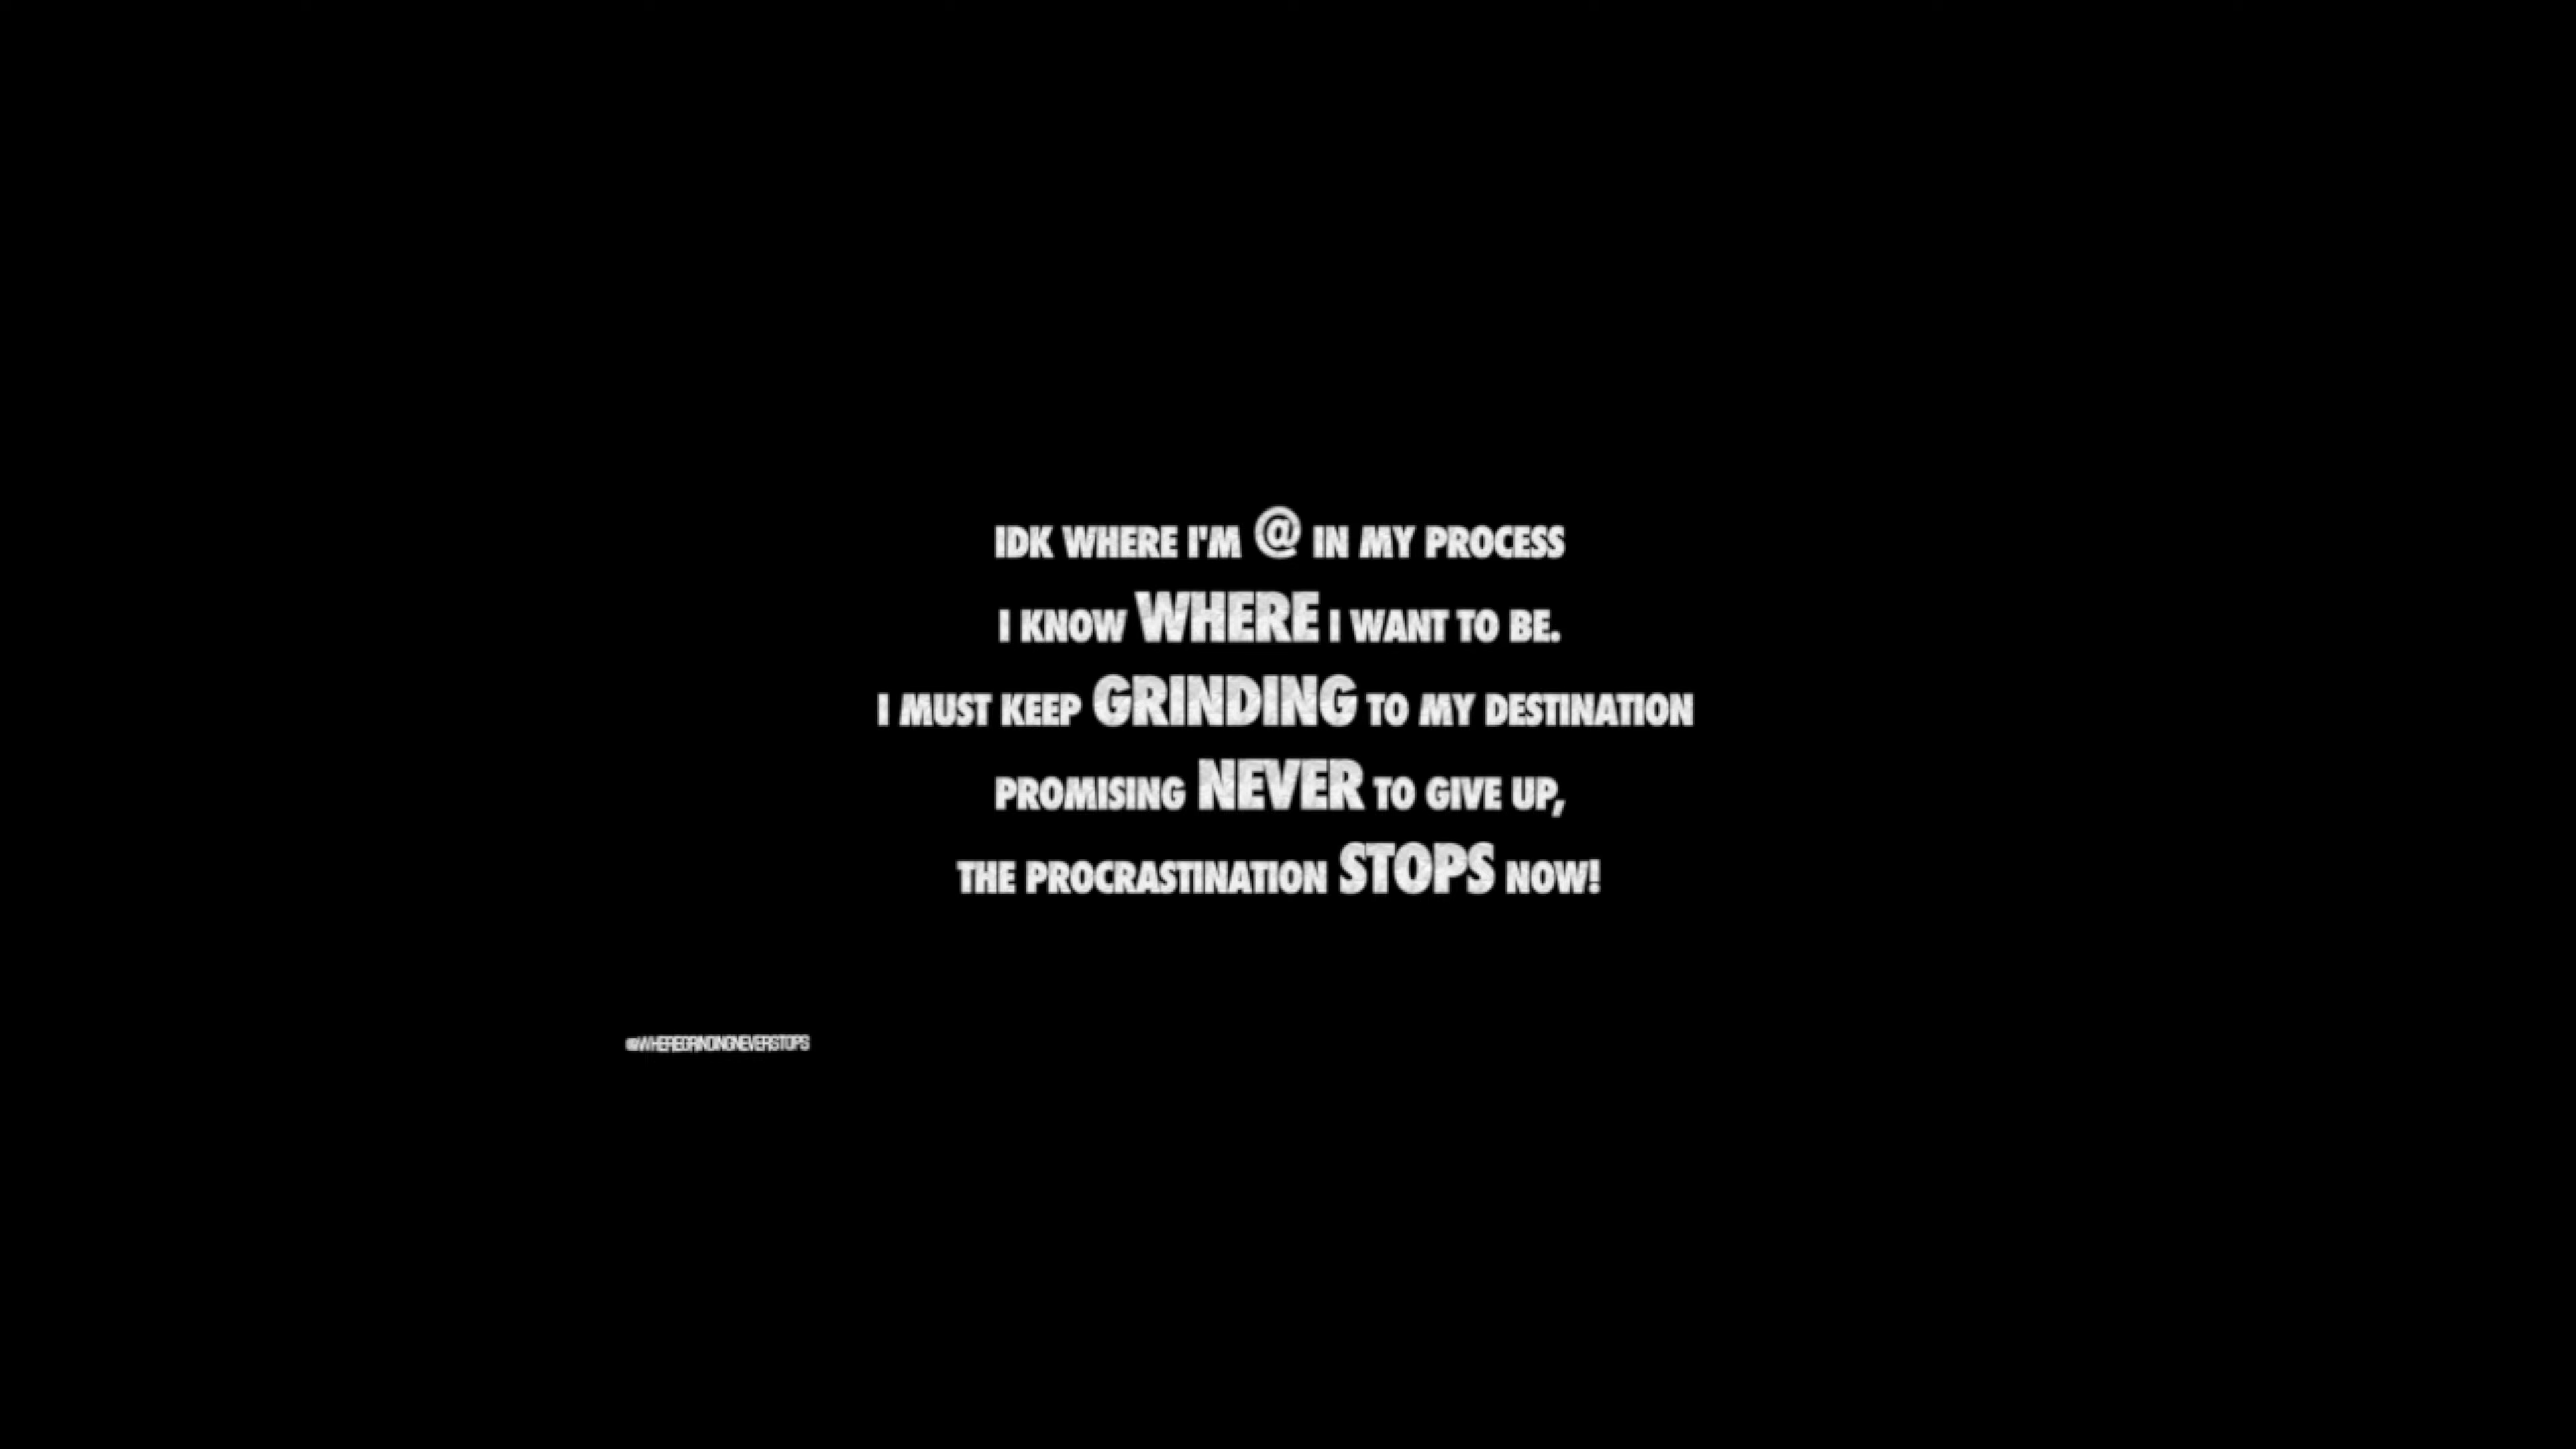 IDK WHERE I'M @ IN MY PROCESS
I KNOW WHERE I WANT TO BE.
I MUST KEEP GRINDING TO MY DESTINATION
PROMISING NEVER TO GIVE UP,
THE PROCRASTINATION STOPS NOW!
@WHEREGRINDINGNEVERSTOPS